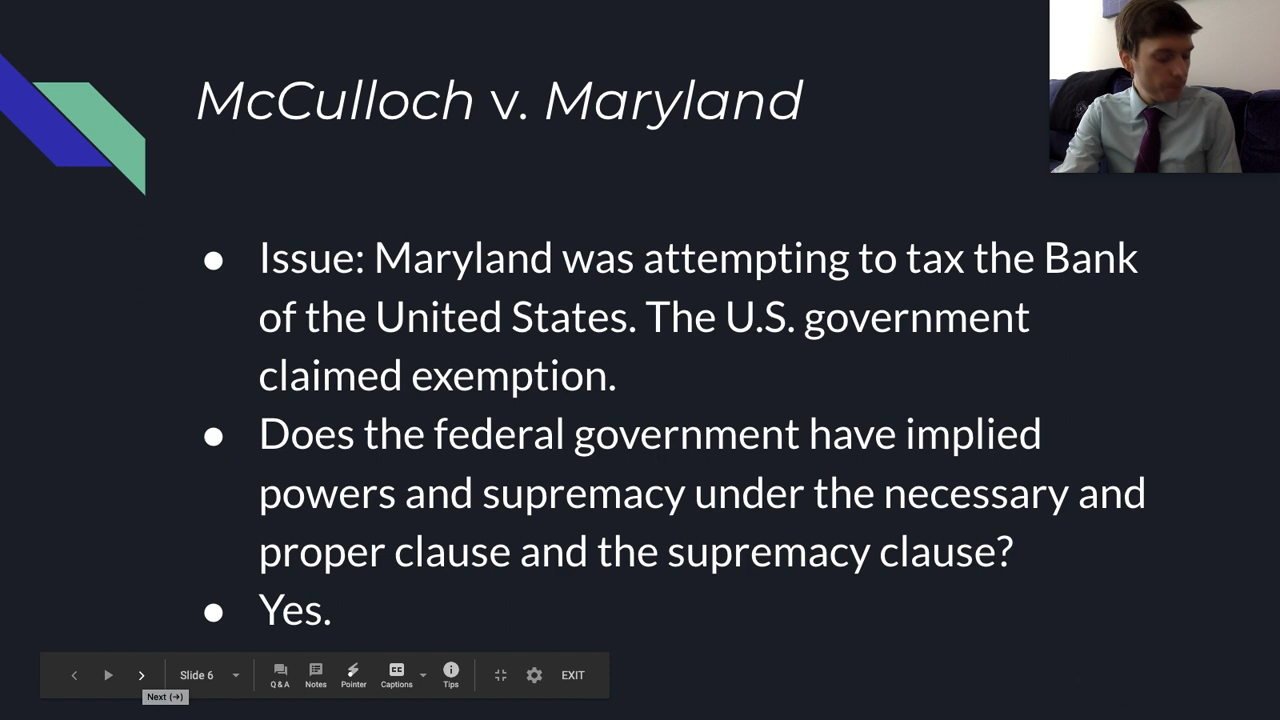 McCulloch v. Maryland
● Issue: Maryland was attempting to tax the Bank
of the United States. The U.S. government
claimed exemption.
● Does the federal government have implied
powers and supremacy under the necessary and
proper clause and the supremacy clause?
● Yes.
Slide 6 Q&A Notes Pointer Captions Tips EXIT
Next (→)